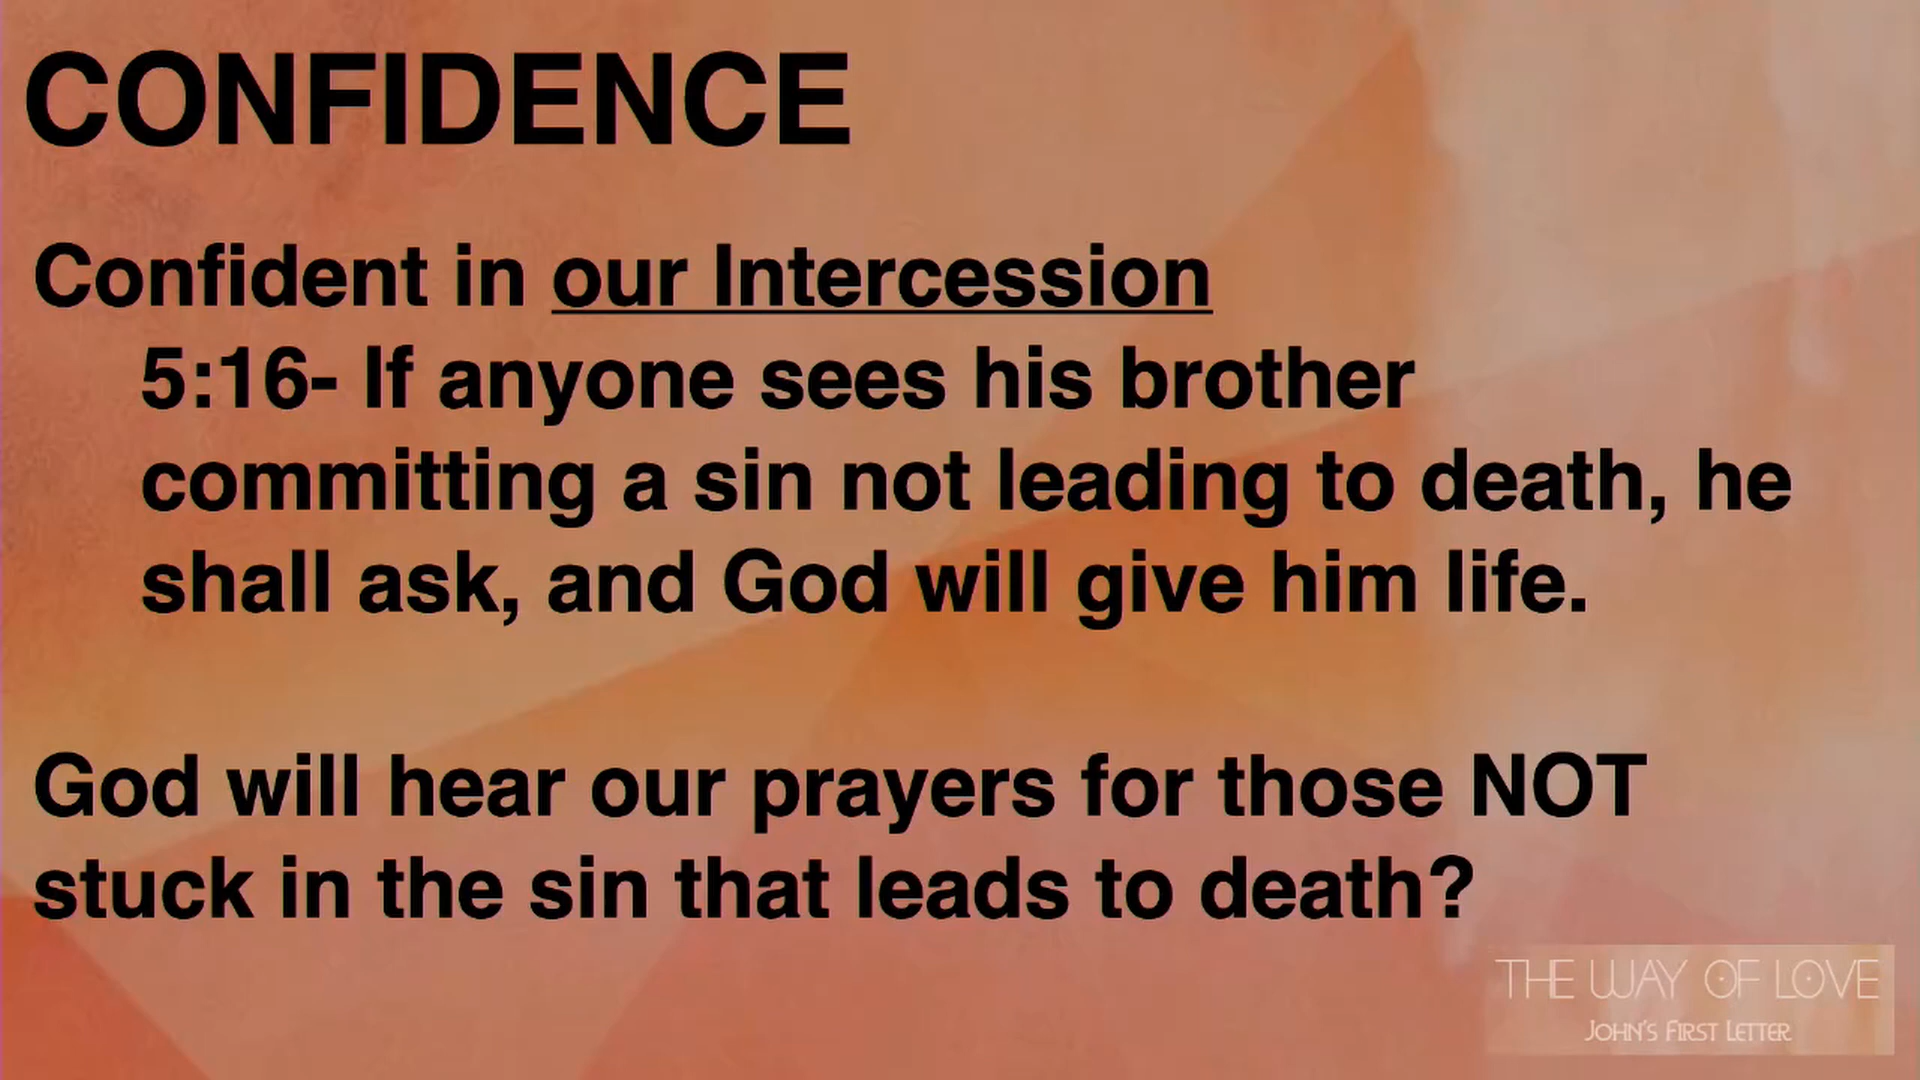 CONFIDENCE
Confident in our Intercession
5:16- If anyone sees his brother
committing a sin not leading to death, he
shall ask, and God will give him life.
God will hear our prayers for those NOT
stuck in the sin that leads to death?
THE WAY OF LOVE
JOHN'S FIRST LETTER